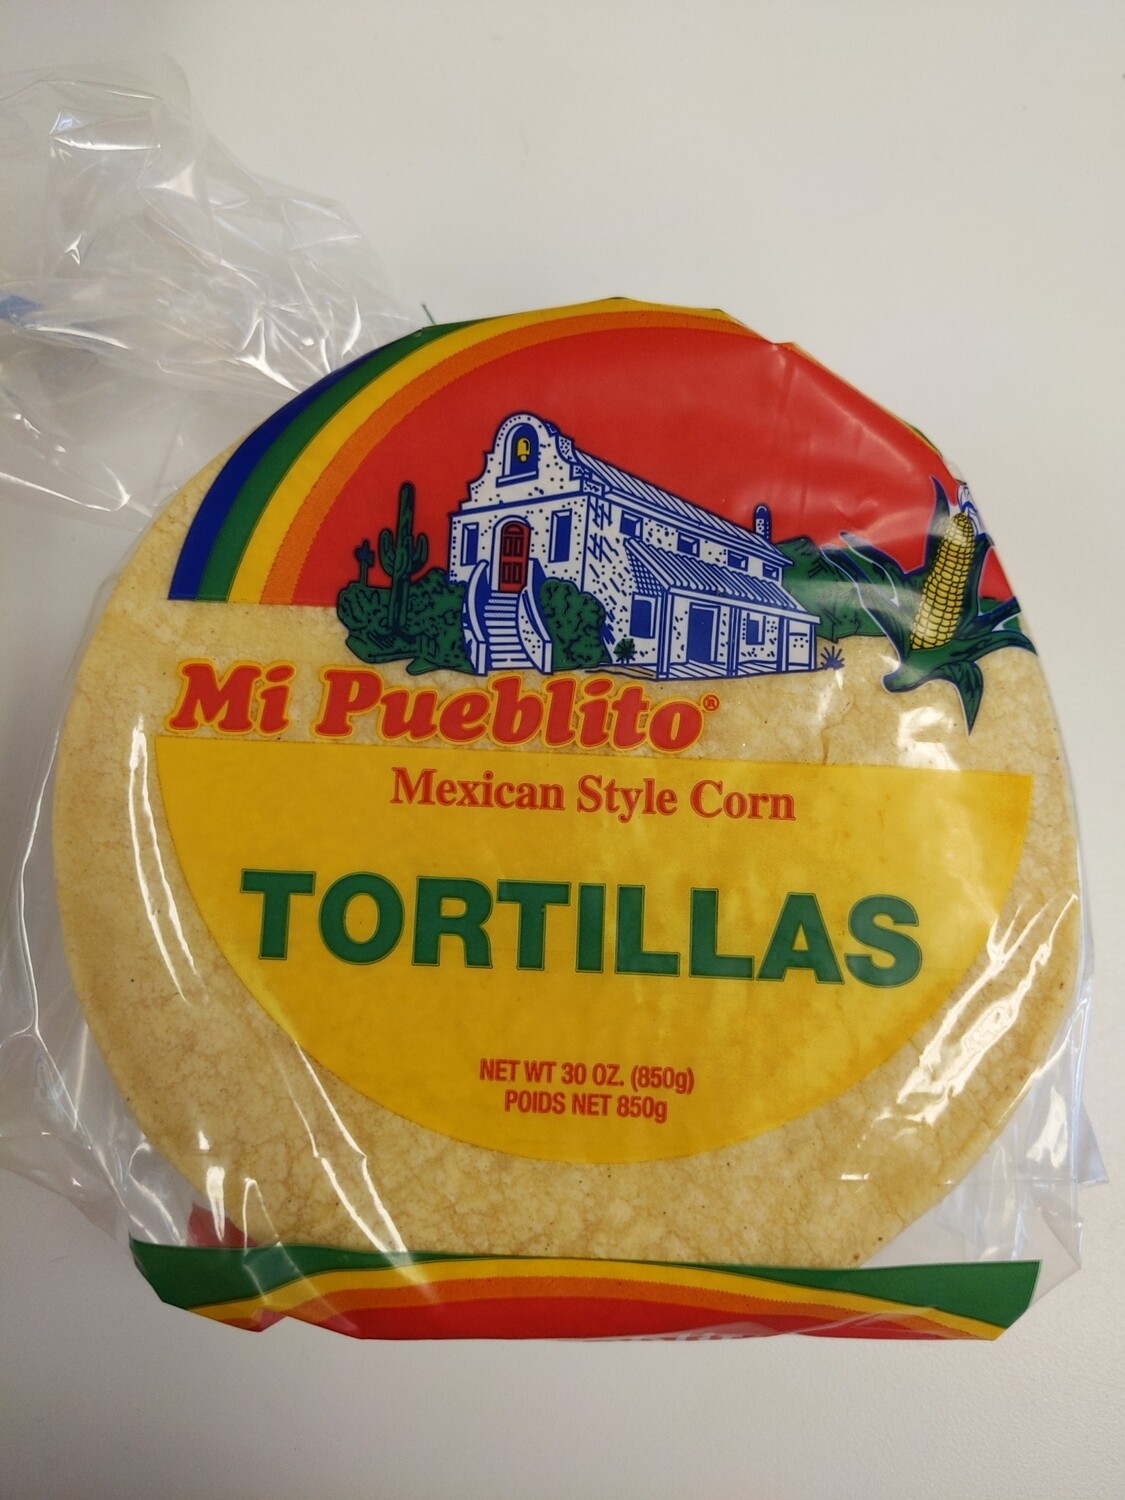 Mi Pueblito®
Mexican Style Corn
TORTILLAS
NET WT 30 OZ. (850g)
POIDS NET 850g